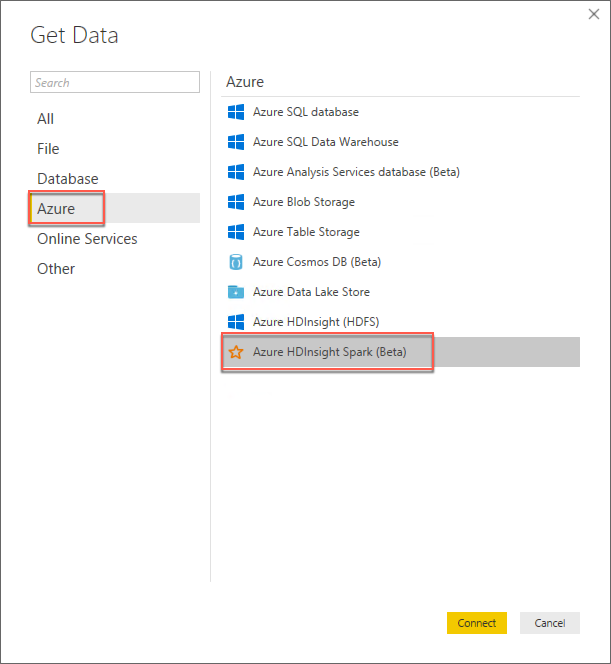 Get Data
Search
All
File
Database
Azure
Online Services
Other
Azure
Azure SQL database
Azure SQL Data Warehouse
Azure Analysis Services database (Beta)
Azure Blob Storage
Azure Table Storage
Azure Cosmos DB (Beta)
Azure Data Lake Store
Azure HDInsight (HDFS)
Azure HDInsight Spark (Beta)
Connect
Cancel